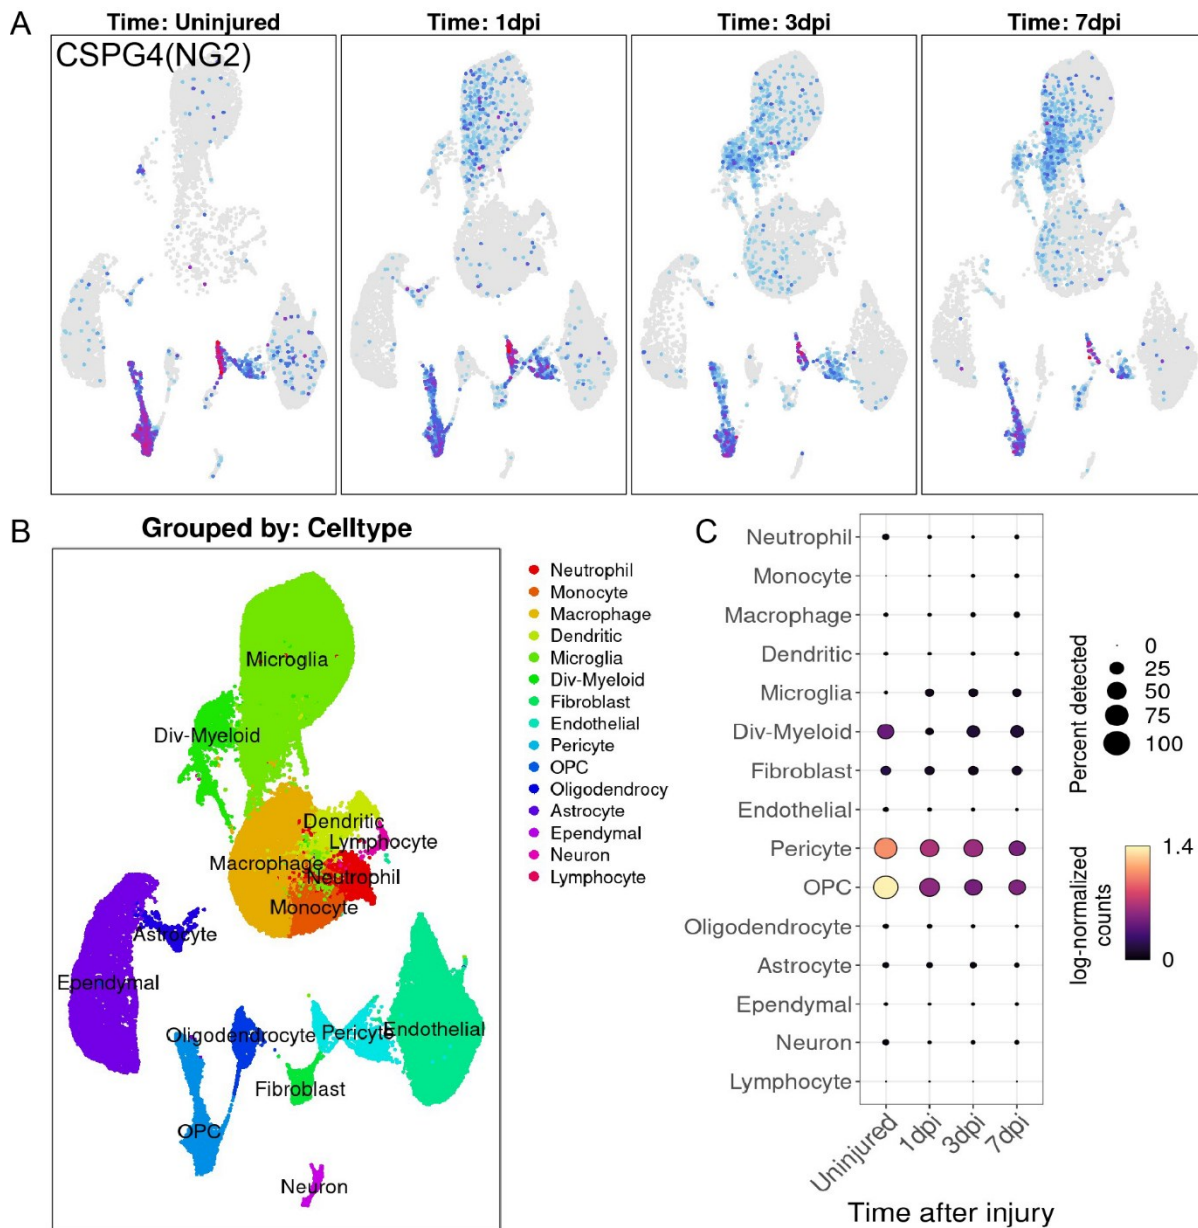 A
Time: Uninjured
Time: 1dpi
Time: 3dpi
Time: 7dpi
CSPG4(NG2)
B
Grouped by: Celltype
Microglia
Div-Myeloid
Dendritic
Lymphocyte
Macrophage
Neutrophil
Monocyte
Astrocyte
Ependymal
Oligodendrocyte
Pericyte
Endothelial
Fibroblast
OPC
Neuron
Neutrophil
Monocyte
Macrophage
Dendritic
Microglia
Div-Myeloid
Fibroblast
Endothelial
Pericyte
OPC
Oligodendrocy
Astrocyte
Ependymal
Neuron
Lymphocyte
C
Neutrophil
Monocyte
Macrophage
Dendritic
Microglia
Div-Myeloid
Fibroblast
Endothelial
Pericyte
OPC
Oligodendrocyte
Astrocyte
Ependymal
Neuron
Lymphocyte
Uninjured
1dpi
3dpi
7dpi
Time after injury
Percent detected
0
25
50
75
100
log-normalized
counts
1.4
0